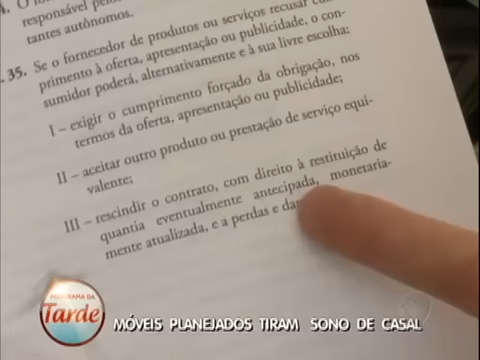 responsável pelos
tantes autônomos.
35. Se o fornecedor de produtos ou serviços recusar cum
primento à oferta, apresentação ou publicidade, o con-
sumidor poderá, alternativamente e à sua livre escolha:
I – exigir o cumprimento forçado da obrigação, nos
termos da oferta, apresentação ou publicidade;
II – aceitar outro produto ou prestação de serviço equi-
valente;
III – rescindir o contrato, com direito à restituição de
quantia eventualmente antecipada, monetaria-
mente atualizada, e a perdas e da
PROGRAMA DA
Tarde
MÓVEIS PLANEJADOS TIRAM SONO DE CASAL